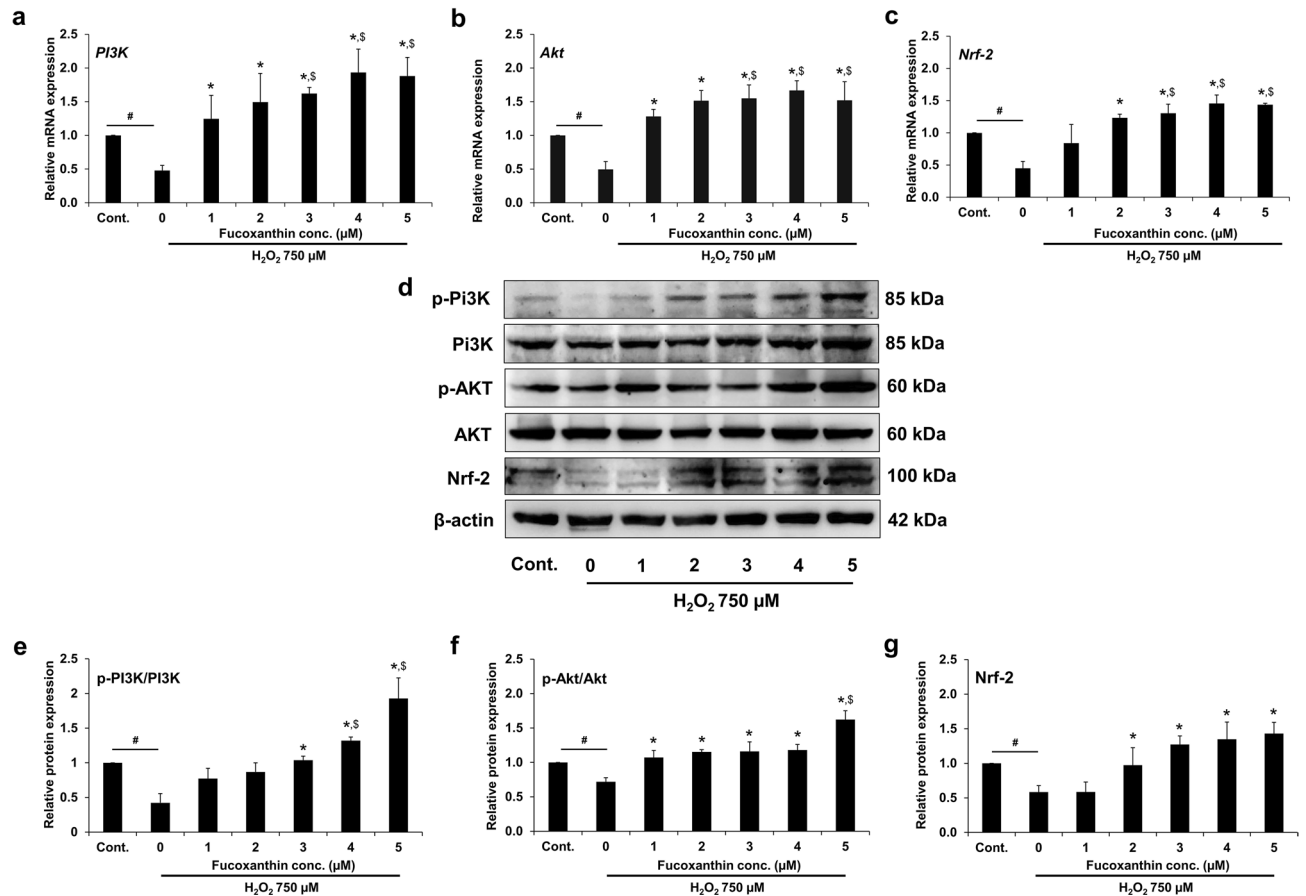 a
PI3K
Relative mRNA expression
2.5
2.0
1.5
1.0
0.5
0.0
#
*
*
*,$
*,$
*,$
Cont. 0 1 2 3 4 5
Fucoxanthin conc. (µM)
H₂O₂ 750 µM
b
Akt
Relative mRNA expression
2.5
2.0
1.5
1.0
0.5
0.0
#
*
*
*,$
*,$
*,$
Cont. 0 1 2 3 4 5
Fucoxanthin conc. (µM)
H₂O₂ 750 µM
c
Nrf-2
Relative mRNA expression
2.5
2.0
1.5
1.0
0.5
0.0
#
*
*,$
*,$
*,$
Cont. 0 1 2 3 4 5
Fucoxanthin conc. (µM)
H₂O₂ 750 µM
d
p-Pi3K 85 kDa
Pi3K 85 kDa
p-AKT 60 kDa
AKT 60 kDa
Nrf-2 100 kDa
β-actin 42 kDa
Cont. 0 1 2 3 4 5
H₂O₂ 750 µM
e
p-PI3K/PI3K
Relative protein expression
2.5
2
1.5
1
0.5
0
#
*
*,$
*,$
Cont. 0 1 2 3 4 5
Fucoxanthin conc. (µM)
H₂O₂ 750 µM
f
p-Akt/Akt
Relative protein expression
2.5
2.0
1.5
1.0
0.5
0.0
#
*
*
*
*
*,$
Cont. 0 1 2 3 4 5
Fucoxanthin conc. (µM)
H₂O₂ 750 µM
g
Nrf-2
Relative protein expression
2.5
2.0
1.5
1.0
0.5
0.0
#
*
*
*
*
Cont. 0 1 2 3 4 5
Fucoxanthin conc. (µM)
H₂O₂ 750 µM